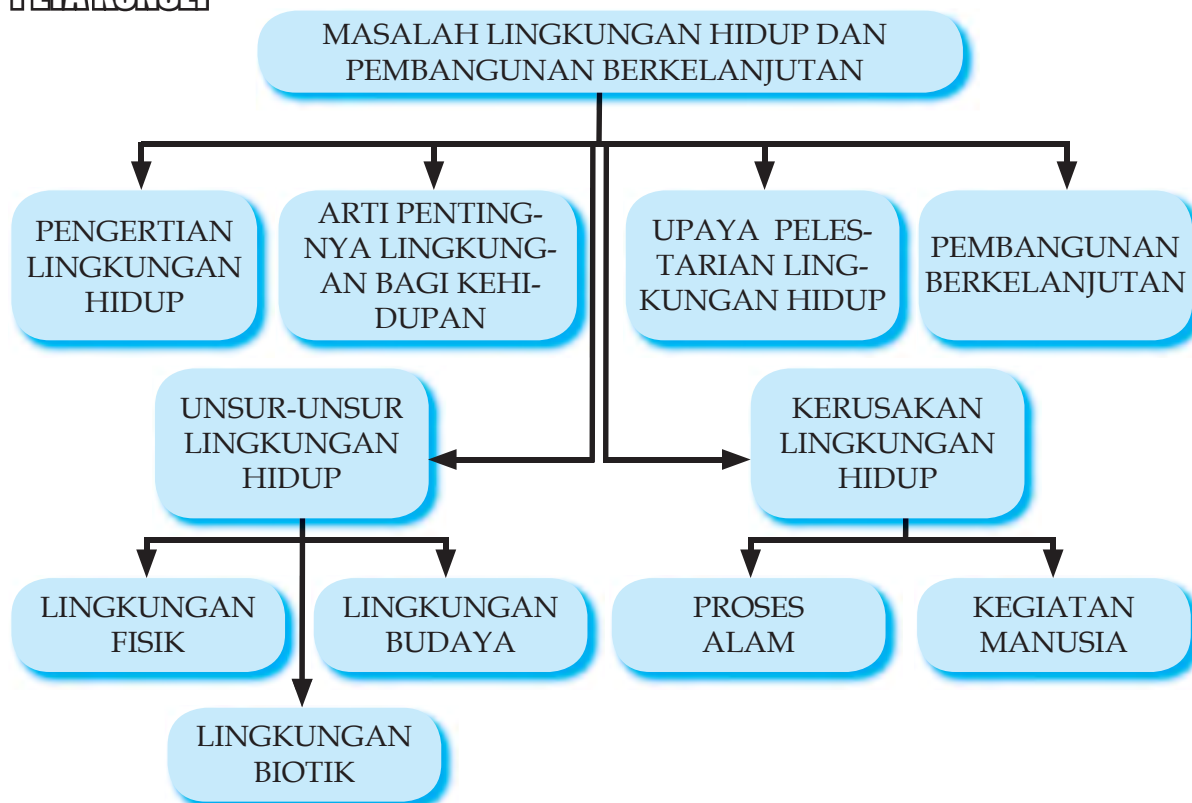 PETA KONSEP
MASALAH LINGKUNGAN HIDUP DAN
PEMBANGUNAN BERKELANJUTAN
PENGERTIAN
LINGKUNGAN
HIDUP
ARTI PENTING-
NYA LINGKUNG-
AN BAGI KEHI-
DUPAN
UPAYA PELES-
TARIAN LING-
KUNGAN HIDUP
PEMBANGUNAN
BERKELANJUTAN
UNSUR-UNSUR
LINGKUNGAN
HIDUP
KERUSAKAN
LINGKUNGAN
HIDUP
LINGKUNGAN
FISIK
LINGKUNGAN
BUDAYA
PROSES
ALAM
KEGIATAN
MANUSIA
LINGKUNGAN
BIOTIK